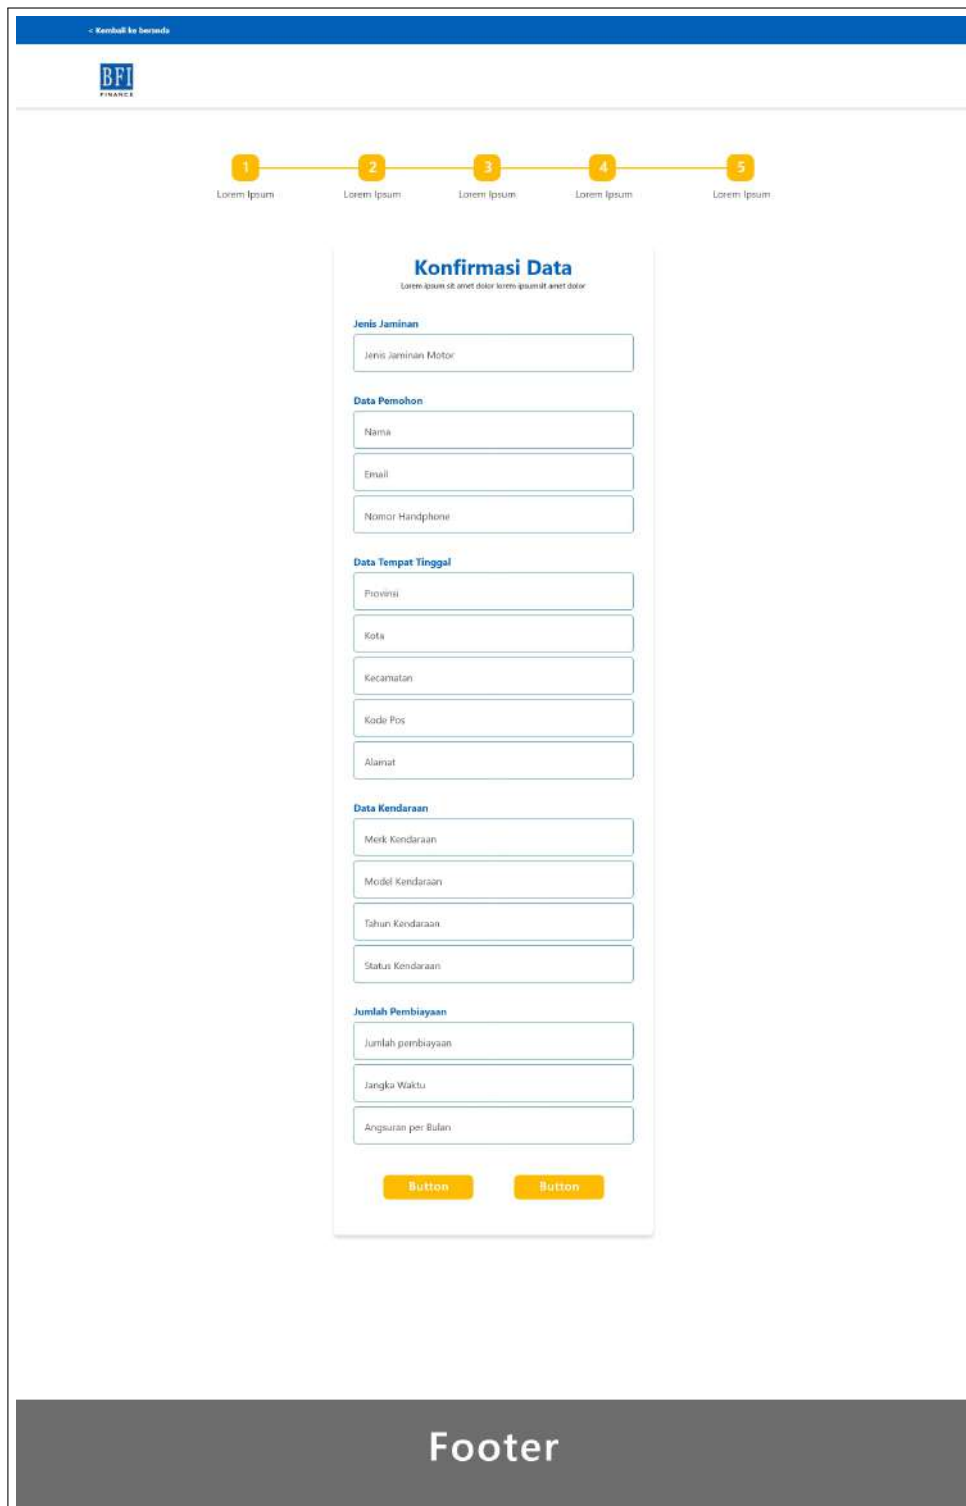 < Kembali ke beranda
BFI
FINANCE
1 2 3 4 5
Lorem Ipsum Lorem Ipsum Lorem Ipsum Lorem Ipsum Lorem Ipsum
Konfirmasi Data
Lorem ipsum sit amet dolor lorem ipsumsit amet dolor
Jenis Jaminan
Jenis Jaminan Motor
Data Pemohon
Nama
Email
Nomor Handphone
Data Tempat Tinggal
Provinsi
Kota
Kecamatan
Kode Pos
Alamat
Data Kendaraan
Merk Kendaraan
Model Kendaraan
Tahun Kendaraan
Status Kendaraan
Jumlah Pembiayaan
Jumlah pembiayaan
Jangka Waktu
Angsuran per Bulan
Button Button
Footer